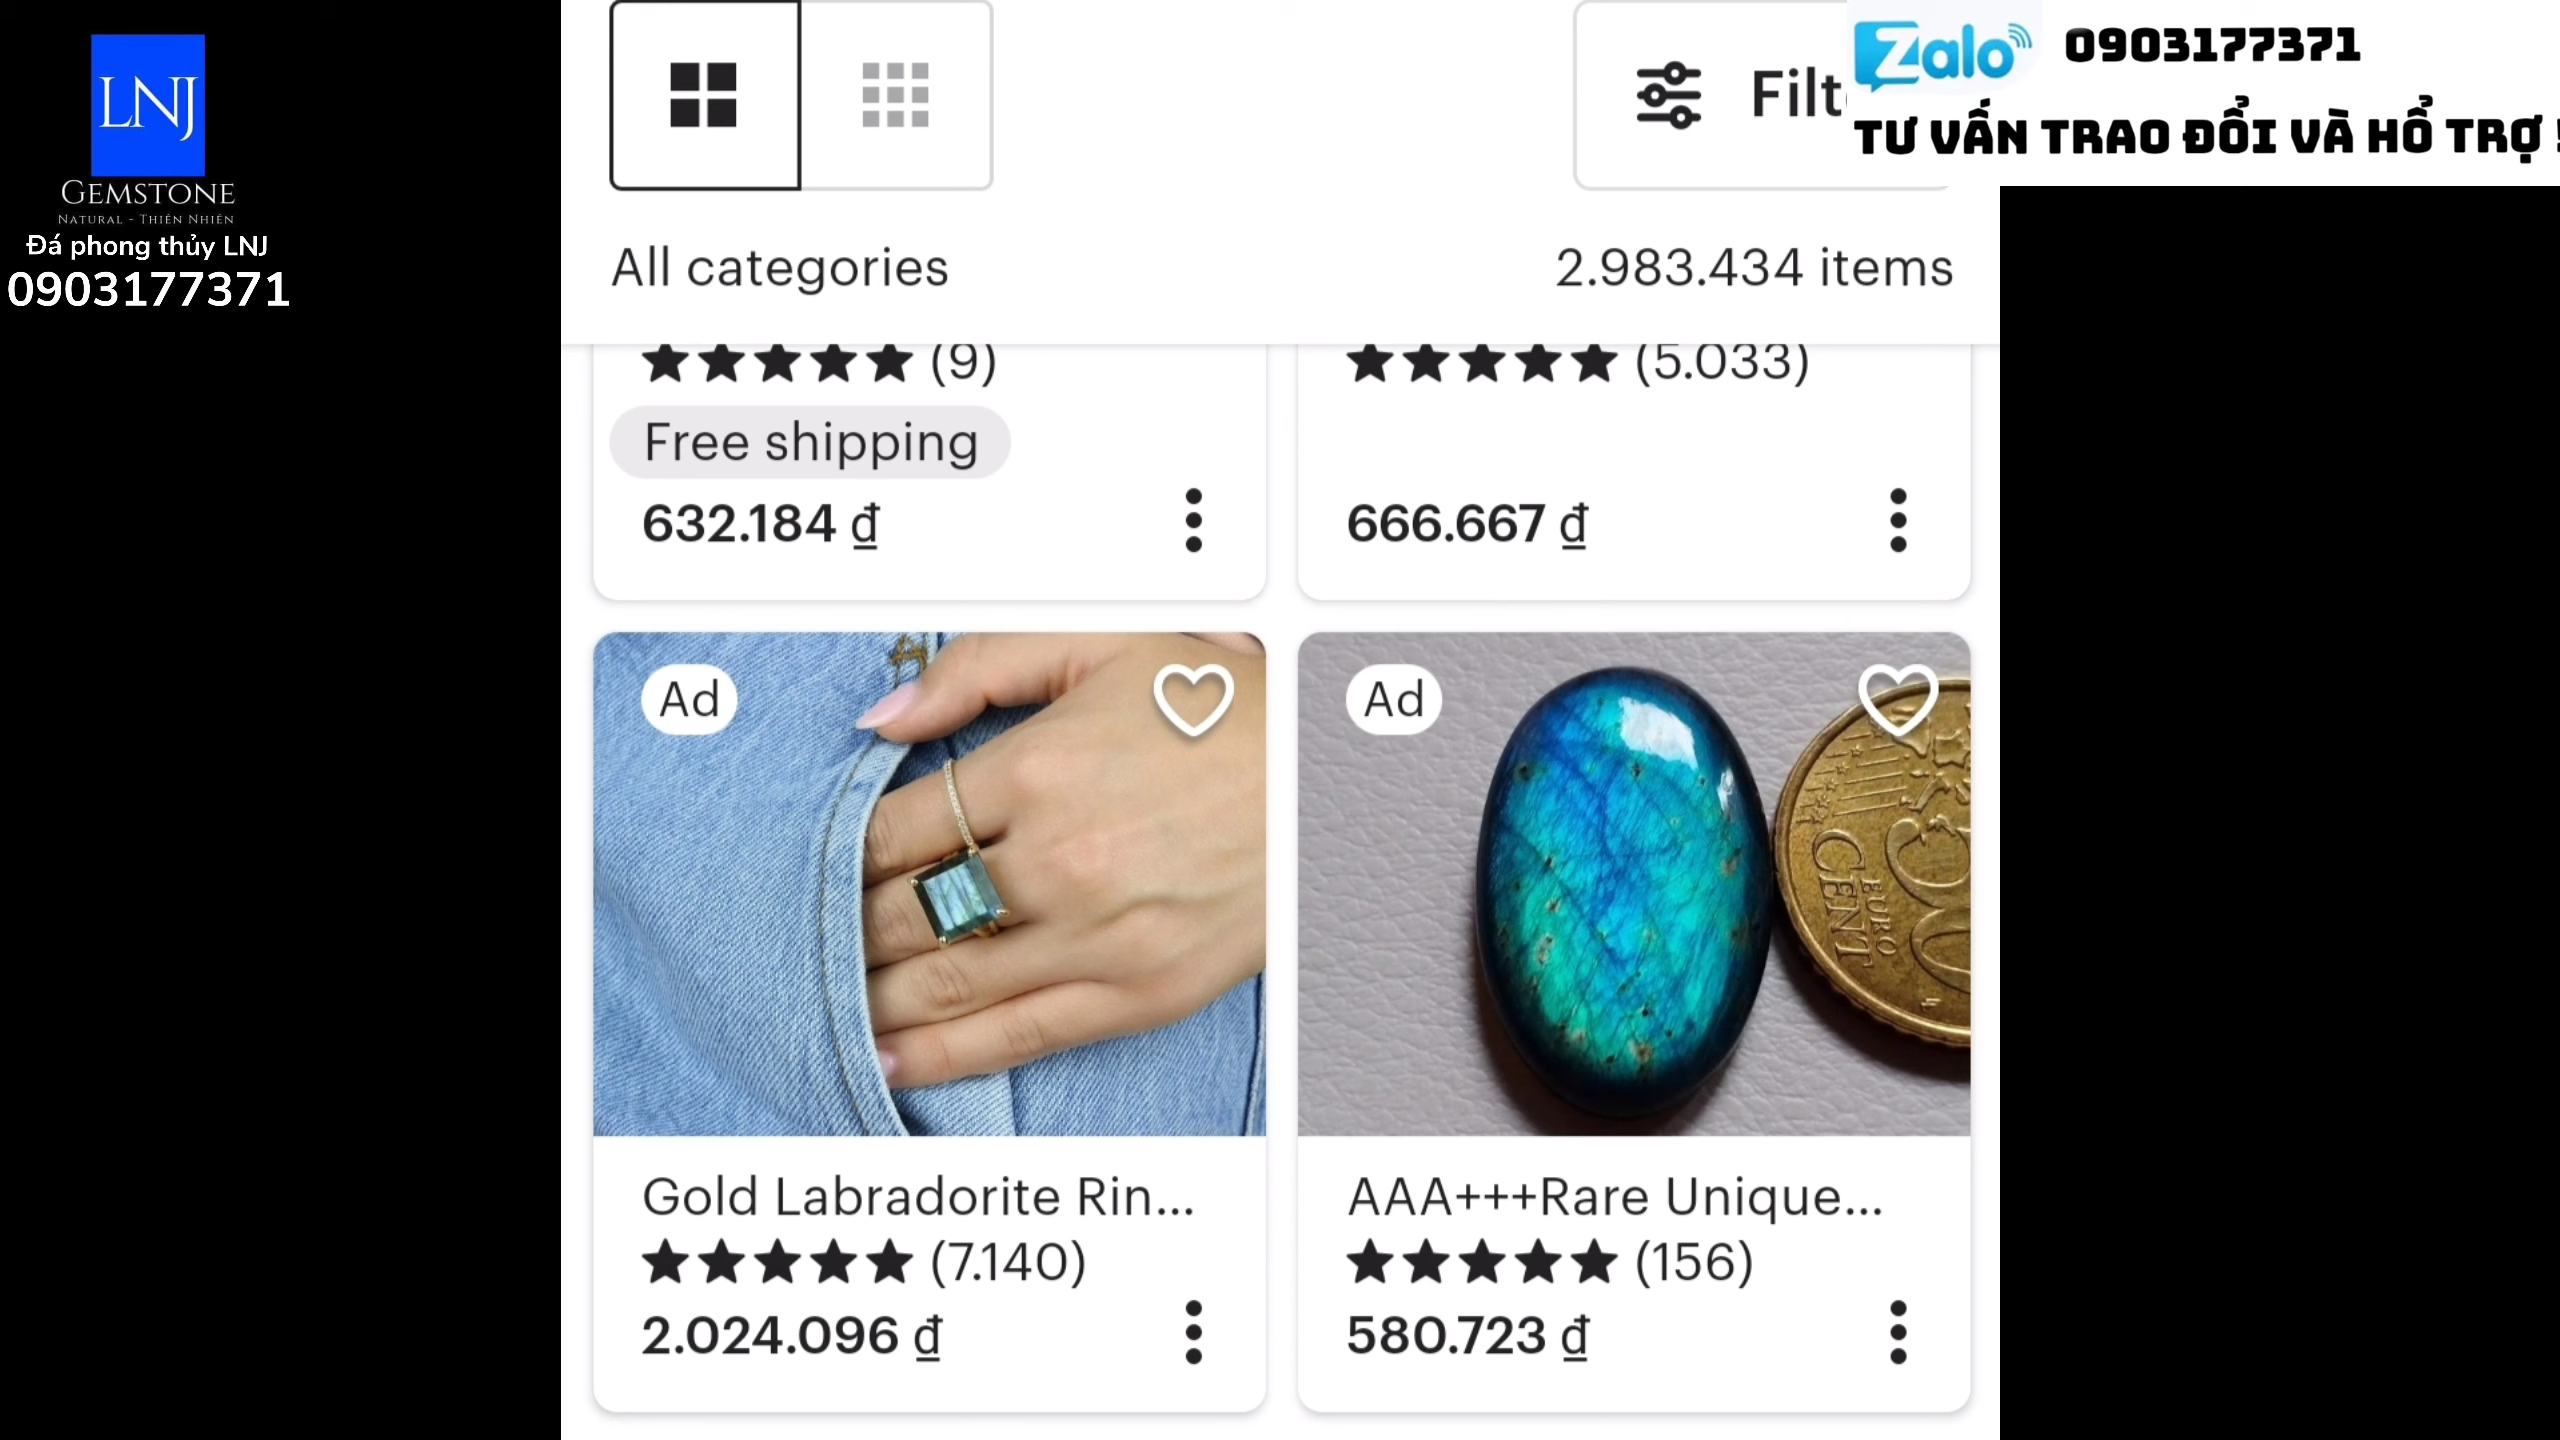 LNJ
GEMSTONE
NATURAL - THIÊN NHIÊN
Đá phong thủy LNJ
0903177371
Zalo 0903177371
TƯ VẤN TRAO ĐỔI VÀ HỔ TRỢ !
All categories
2.983.434 items
(9)
(5.033)
Free shipping
632.184 ₫
666.667 ₫
Ad
Ad
EURO
CENT
Gold Labradorite Rin...
AAA+++Rare Unique...
(7.140)
(156)
2.024.096 ₫
580.723 ₫